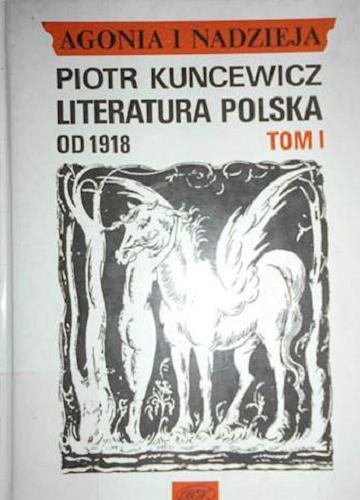 AGONIA I NADZIEJA
PIOTR KUNCEWICZ
LITERATURA POLSKA
OD 1918 TOM I